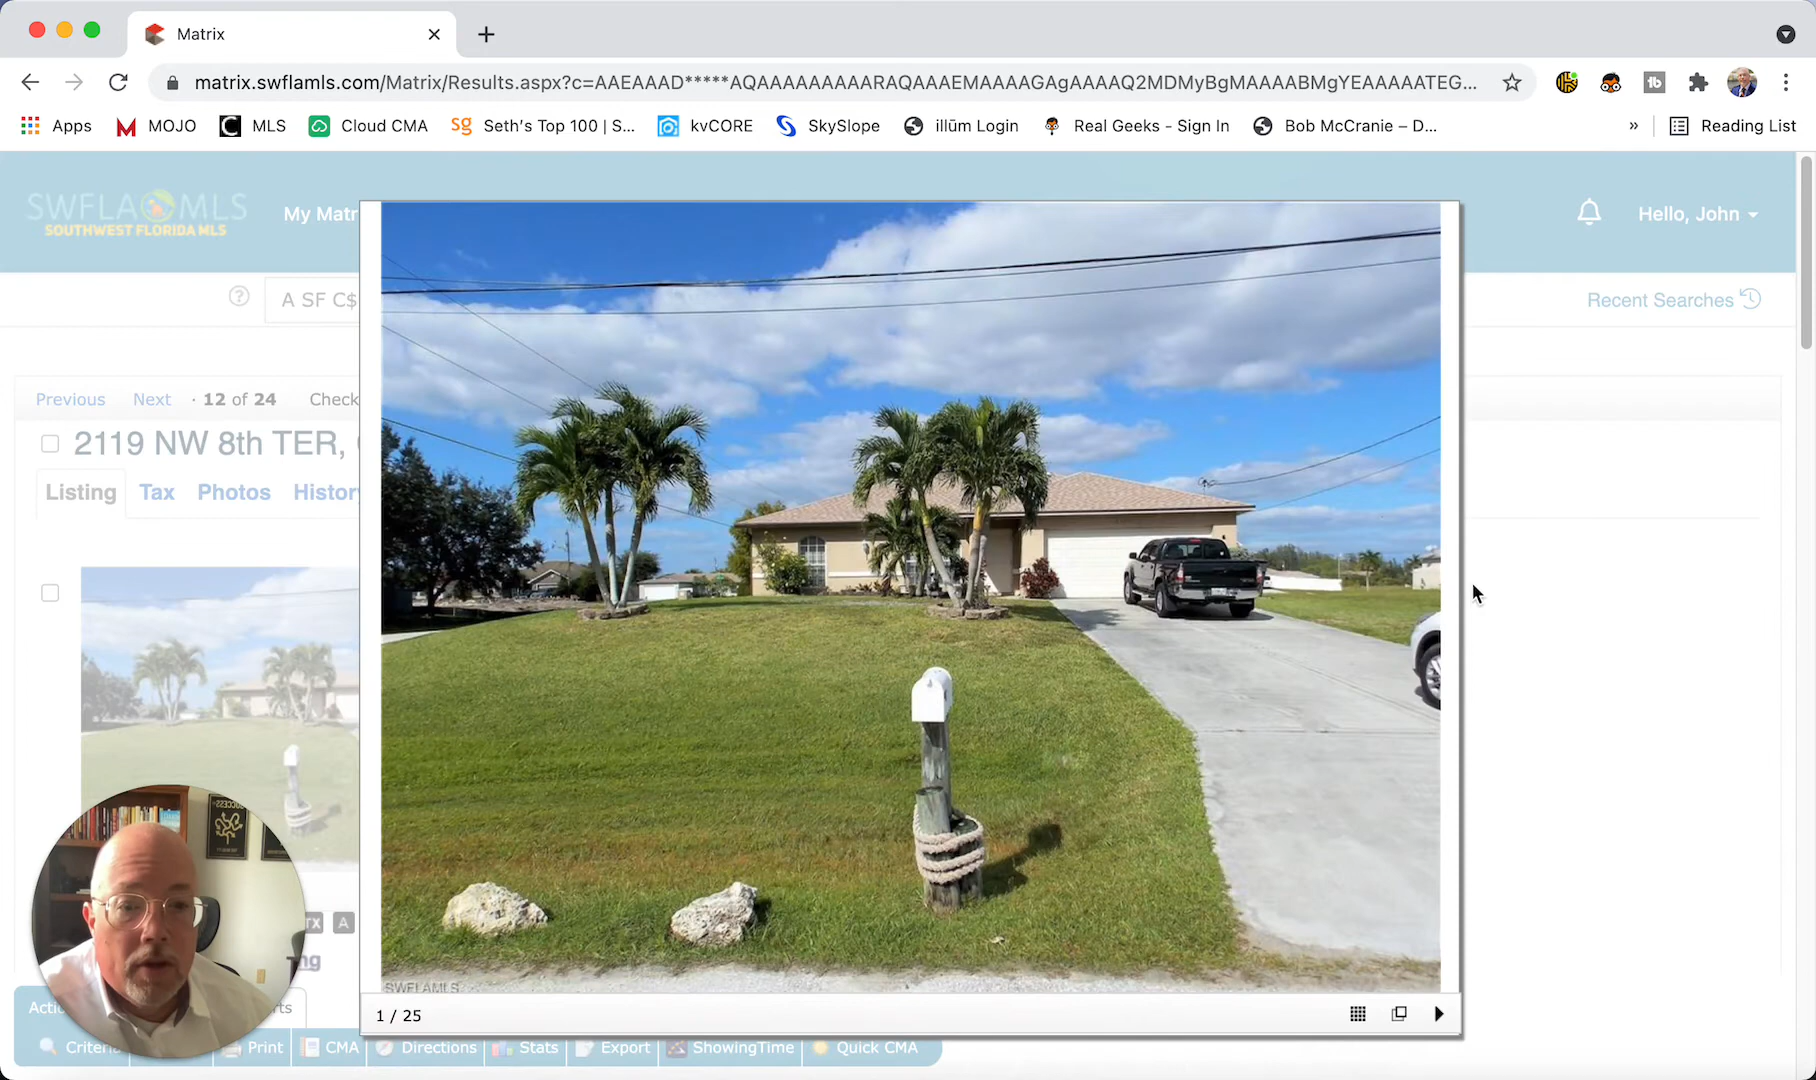 Matrix
matrix.swflamls.com/Matrix/Results.aspx?c=AAEAAAD*****AQAAAAAAAAARAQAAAEMAAAAGAgAAAAQ2MDMyBgMAAAABMgYEAAAAATEG...
Apps MOJO MLS Cloud CMA Seth's Top 100 | S... kvCORE SkySlope illūm Login Real Geeks - Sign In Bob McCranie – D... » Reading List
SWFLA MLS
SOUTHWEST FLORIDA MLS
My Matr
Hello, John
A SF C$
Recent Searches
Previous Next · 12 of 24 Check
2119 NW 8th TER,
Listing Tax Photos Histor
SWFLAMLS
1 / 25
Criteria Print CMA Directions Stats Export ShowingTime Quick CMA